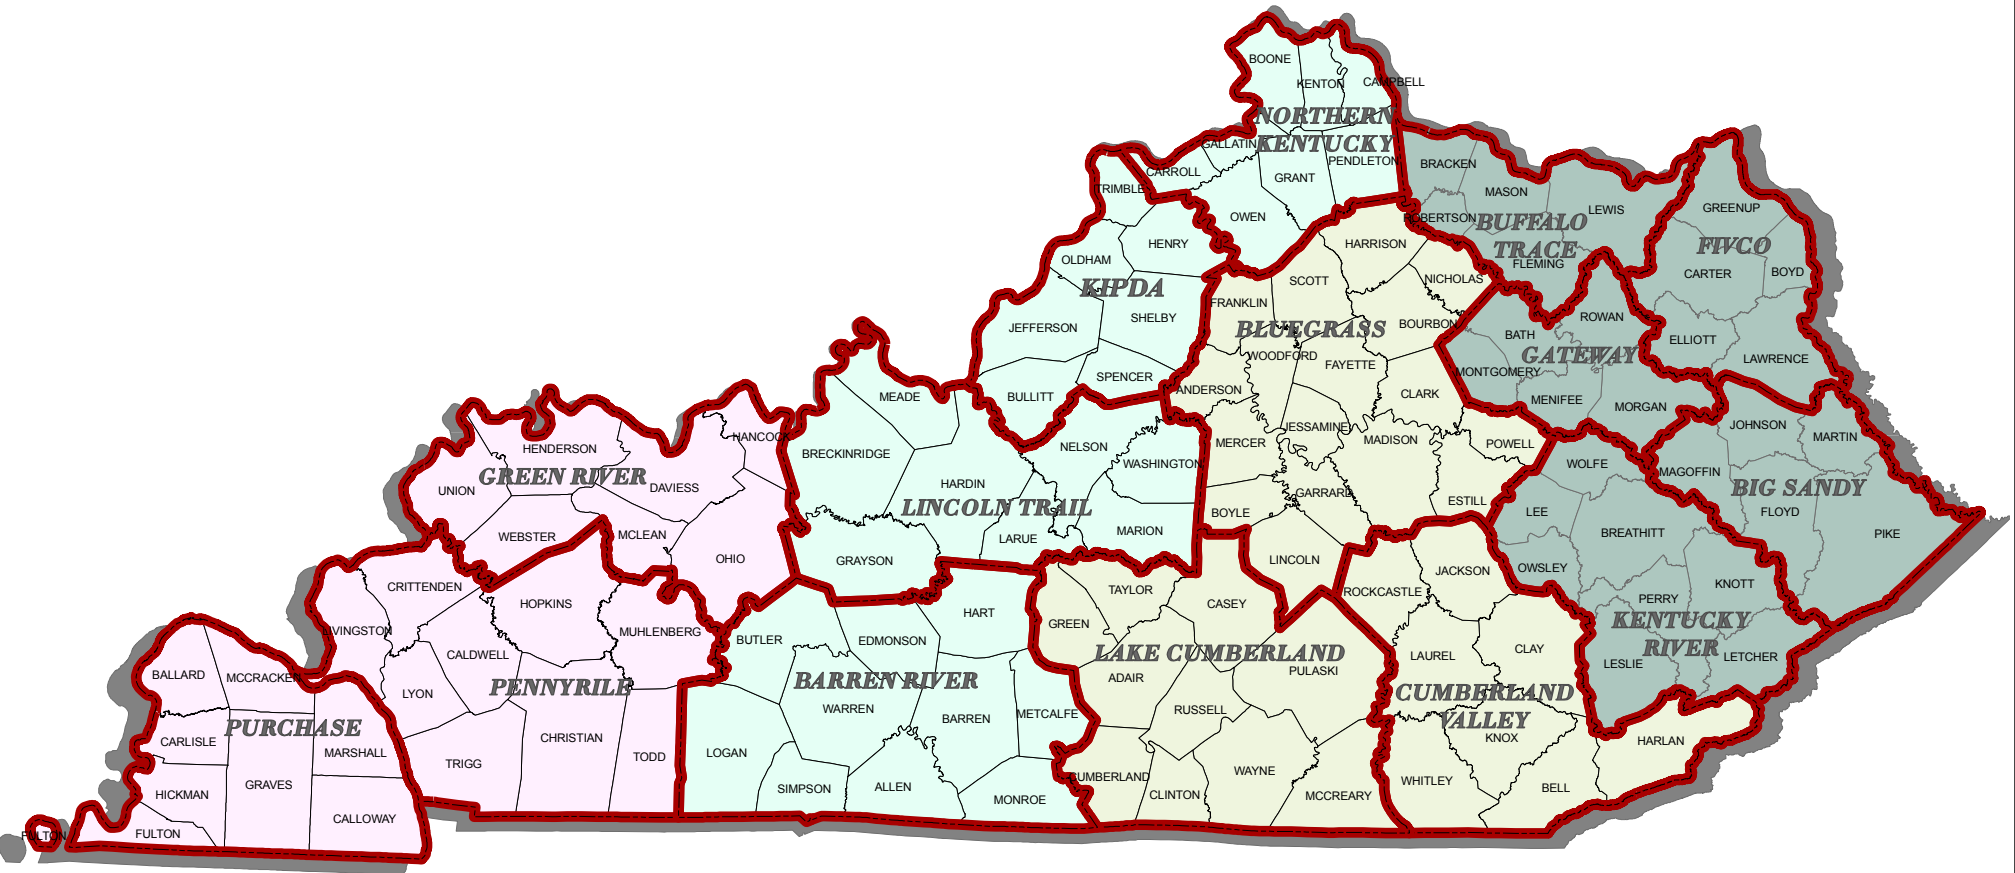 BOONE
KENTON
CAMPBELL
NORTHERN
KENTUCKY
GALLATIN
CARROLL
PENDLETON
GRANT
OWEN
TRIMBLE
HENRY
OLDHAM
KIPDA
SHELBY
JEFFERSON
SPENCER
BULLITT
BRACKEN
MASON
LEWIS
ROBERTSON
BUFFALO
TRACE
FLEMING
GREENUP
FIVCO
CARTER
BOYD
ELLIOTT
LAWRENCE
ROWAN
BATH
GATEWAY
MONTGOMERY
MENIFEE
MORGAN
HARRISON
NICHOLAS
SCOTT
FRANKLIN
BLUEGRASS
BOURBON
WOODFORD
FAYETTE
ANDERSON
CLARK
JESSAMINE
MADISON
MERCER
POWELL
GARRARD
ESTILL
BOYLE
LINCOLN
JOHNSON
MARTIN
MAGOFFIN
BIG SANDY
FLOYD
PIKE
WOLFE
LEE
BREATHITT
OWSLEY
KNOTT
PERRY
KENTUCKY
RIVER
LESLIE
LETCHER
MEADE
BRECKINRIDGE
NELSON
WASHINGTON
HARDIN
LINCOLN TRAIL
MARION
LARUE
GRAYSON
HANCOCK
HENDERSON
GREEN RIVER
UNION
DAVIESS
WEBSTER
MCLEAN
OHIO
CRITTENDEN
HOPKINS
LIVINGSTON
MUHLENBERG
CALDWELL
LYON
PENNYRILE
CHRISTIAN
TODD
TRIGG
BALLARD
MCCRACKEN
PURCHASE
CARLISLE
MARSHALL
GRAVES
HICKMAN
CALLOWAY
FULTON
FULTON
HART
BUTLER
EDMONSON
BARREN RIVER
WARREN
BARREN
METCALFE
LOGAN
SIMPSON
ALLEN
MONROE
TAYLOR
CASEY
GREEN
LAKE CUMBERLAND
PULASKI
ADAIR
RUSSELL
CUMBERLAND
WAYNE
CLINTON
MCCREARY
JACKSON
ROCKCASTLE
LAUREL
CLAY
CUMBERLAND
VALLEY
KNOX
HARLAN
WHITLEY
BELL